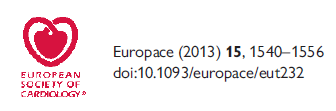 Europace (2013) 15, 1540–1556
doi:10.1093/europace/eut232
EUROPEAN
SOCIETY OF
CARDIOLOGY®